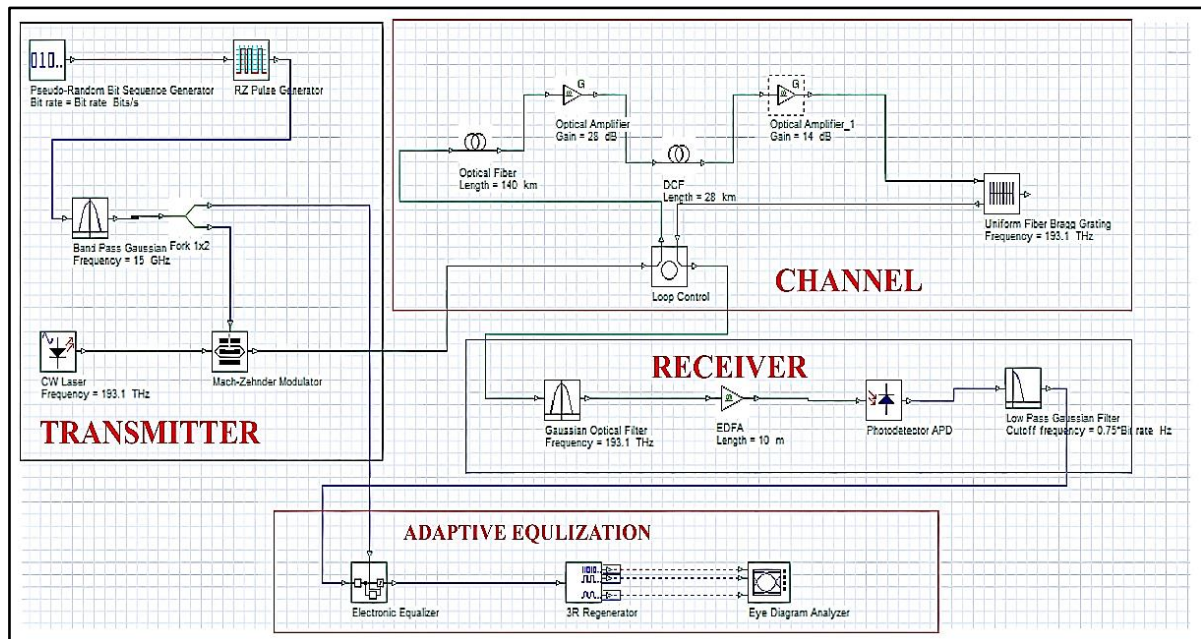 010..
Pseudo-Random Bit Sequence Generator
Bit rate = Bit rate Bits/s
RZ Pulse Generator
Band Pass Gaussian
Frequency = 15 GHz
Fork 1x2
CW Laser
Frequency = 193.1 THz
Mach-Zehnder Modulator
TRANSMITTER
Optical Fiber
Length = 140 km
G
Optical Amplifier
Gain = 28 dB
DCF
Length = 28 km
G
Optical Amplifier_1
Gain = 14 dB
Uniform Fiber Bragg Grating
Frequency = 193.1 THz
Loop Control
CHANNEL
RECEIVER
Gaussian Optical Filter
Frequency = 193.1 THz
EDFA
Length = 10 m
Photodetector APD
Low Pass Gaussian Filter
Cutoff frequency = 0.75*Bit rate Hz
ADAPTIVE EQULIZATION
Electronic Equalizer
3R Regenerator
Eye Diagram Analyzer